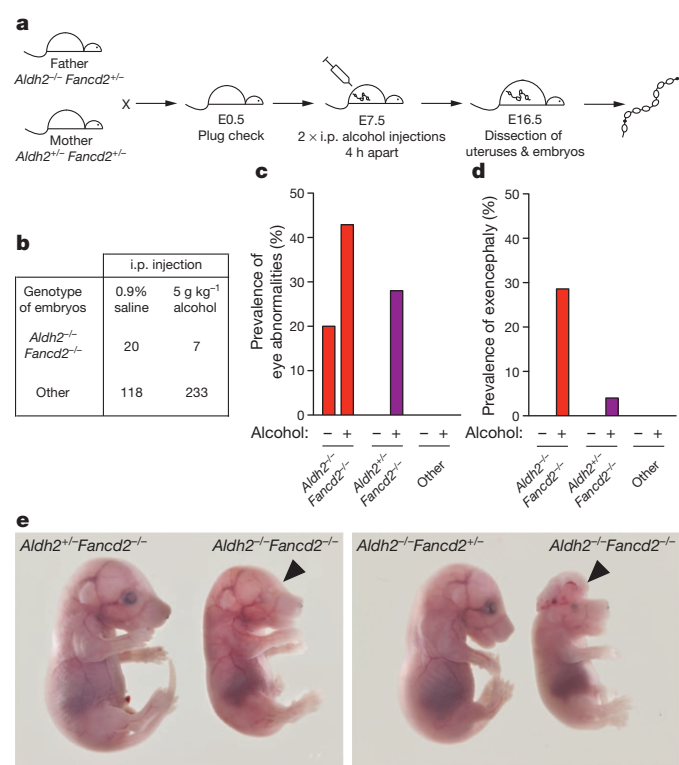 a
Father
Aldh2–/– Fancd2+/–
Mother
Aldh2+/– Fancd2+/–
X
E0.5
Plug check
E7.5
2 × i.p. alcohol injections
4 h apart
E16.5
Dissection of
uteruses & embryos
b
i.p. injection
Genotype
of embryos
0.9%
saline
5 g kg–1
alcohol
Aldh2–/–
Fancd2–/–
20
7
Other
118
233
c
Prevalence of
eye abnormalities (%)
50
40
30
20
10
0
Alcohol: – + – + – +
Aldh2–/–
Fancd2–/–
Aldh2+/–
Fancd2–/–
Other
d
Prevalence of exencephaly (%)
50
40
30
20
10
0
Alcohol: – + – + – +
Aldh2–/–
Fancd2–/–
Aldh2+/–
Fancd2–/–
Other
e
Aldh2+/–Fancd2–/–
Aldh2–/–Fancd2–/–
Aldh2–/–Fancd2+/–
Aldh2–/–Fancd2–/–